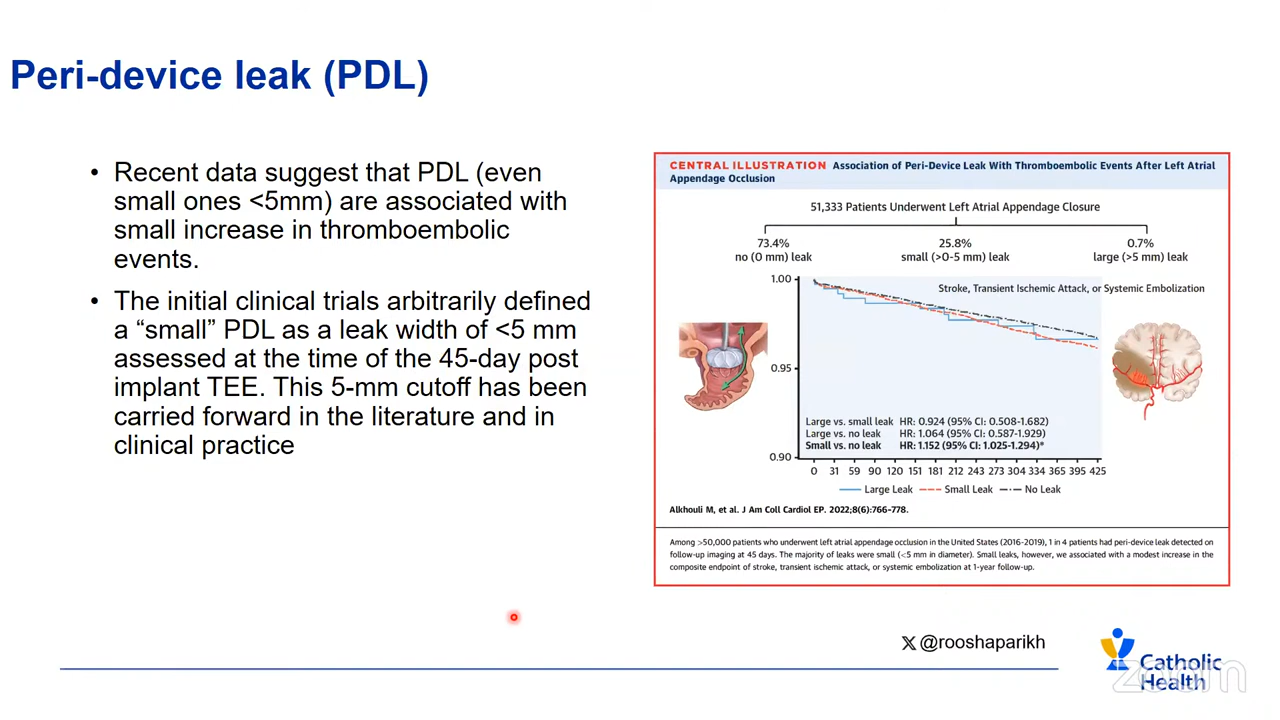 Peri-device leak (PDL)
• Recent data suggest that PDL (even
small ones <5mm) are associated with
small increase in thromboembolic
events.
• The initial clinical trials arbitrarily defined
a “small” PDL as a leak width of <5 mm
assessed at the time of the 45-day post
implant TEE. This 5-mm cutoff has been
carried forward in the literature and in
clinical practice
CENTRAL ILLUSTRATION Association of Peri-Device Leak With Thromboembolic Events After Left Atrial
Appendage Occlusion
51,333 Patients Underwent Left Atrial Appendage Closure
73.4%
no (0 mm) leak
25.8%
small (>0-5 mm) leak
0.7%
large (>5 mm) leak
Stroke, Transient Ischemic Attack, or Systemic Embolization
1.00
0.95
0.90
Large vs. small leak HR: 0.924 (95% CI: 0.508-1.682)
Large vs. no leak HR: 1.064 (95% CI: 0.587-1.929)
Small vs. no leak HR: 1.152 (95% CI: 1.025-1.294)*
0 31 59 90 120 151 181 212 243 273 304 334 365 395 425
Large Leak Small Leak No Leak
Alkhouli M, et al. J Am Coll Cardiol EP. 2022;8(6):766–778.
Among >50,000 patients who underwent left atrial appendage occlusion in the United States (2016-2019), 1 in 4 patients had peri-device leak detected on
follow-up imaging at 45 days. The majority of leaks were small (<5 mm in diameter). Small leaks, however, we associated with a modest increase in the
composite endpoint of stroke, transient ischemic attack, or systemic embolization at 1-year follow-up.
@rooshaparikh
Catholic
Health
zoom